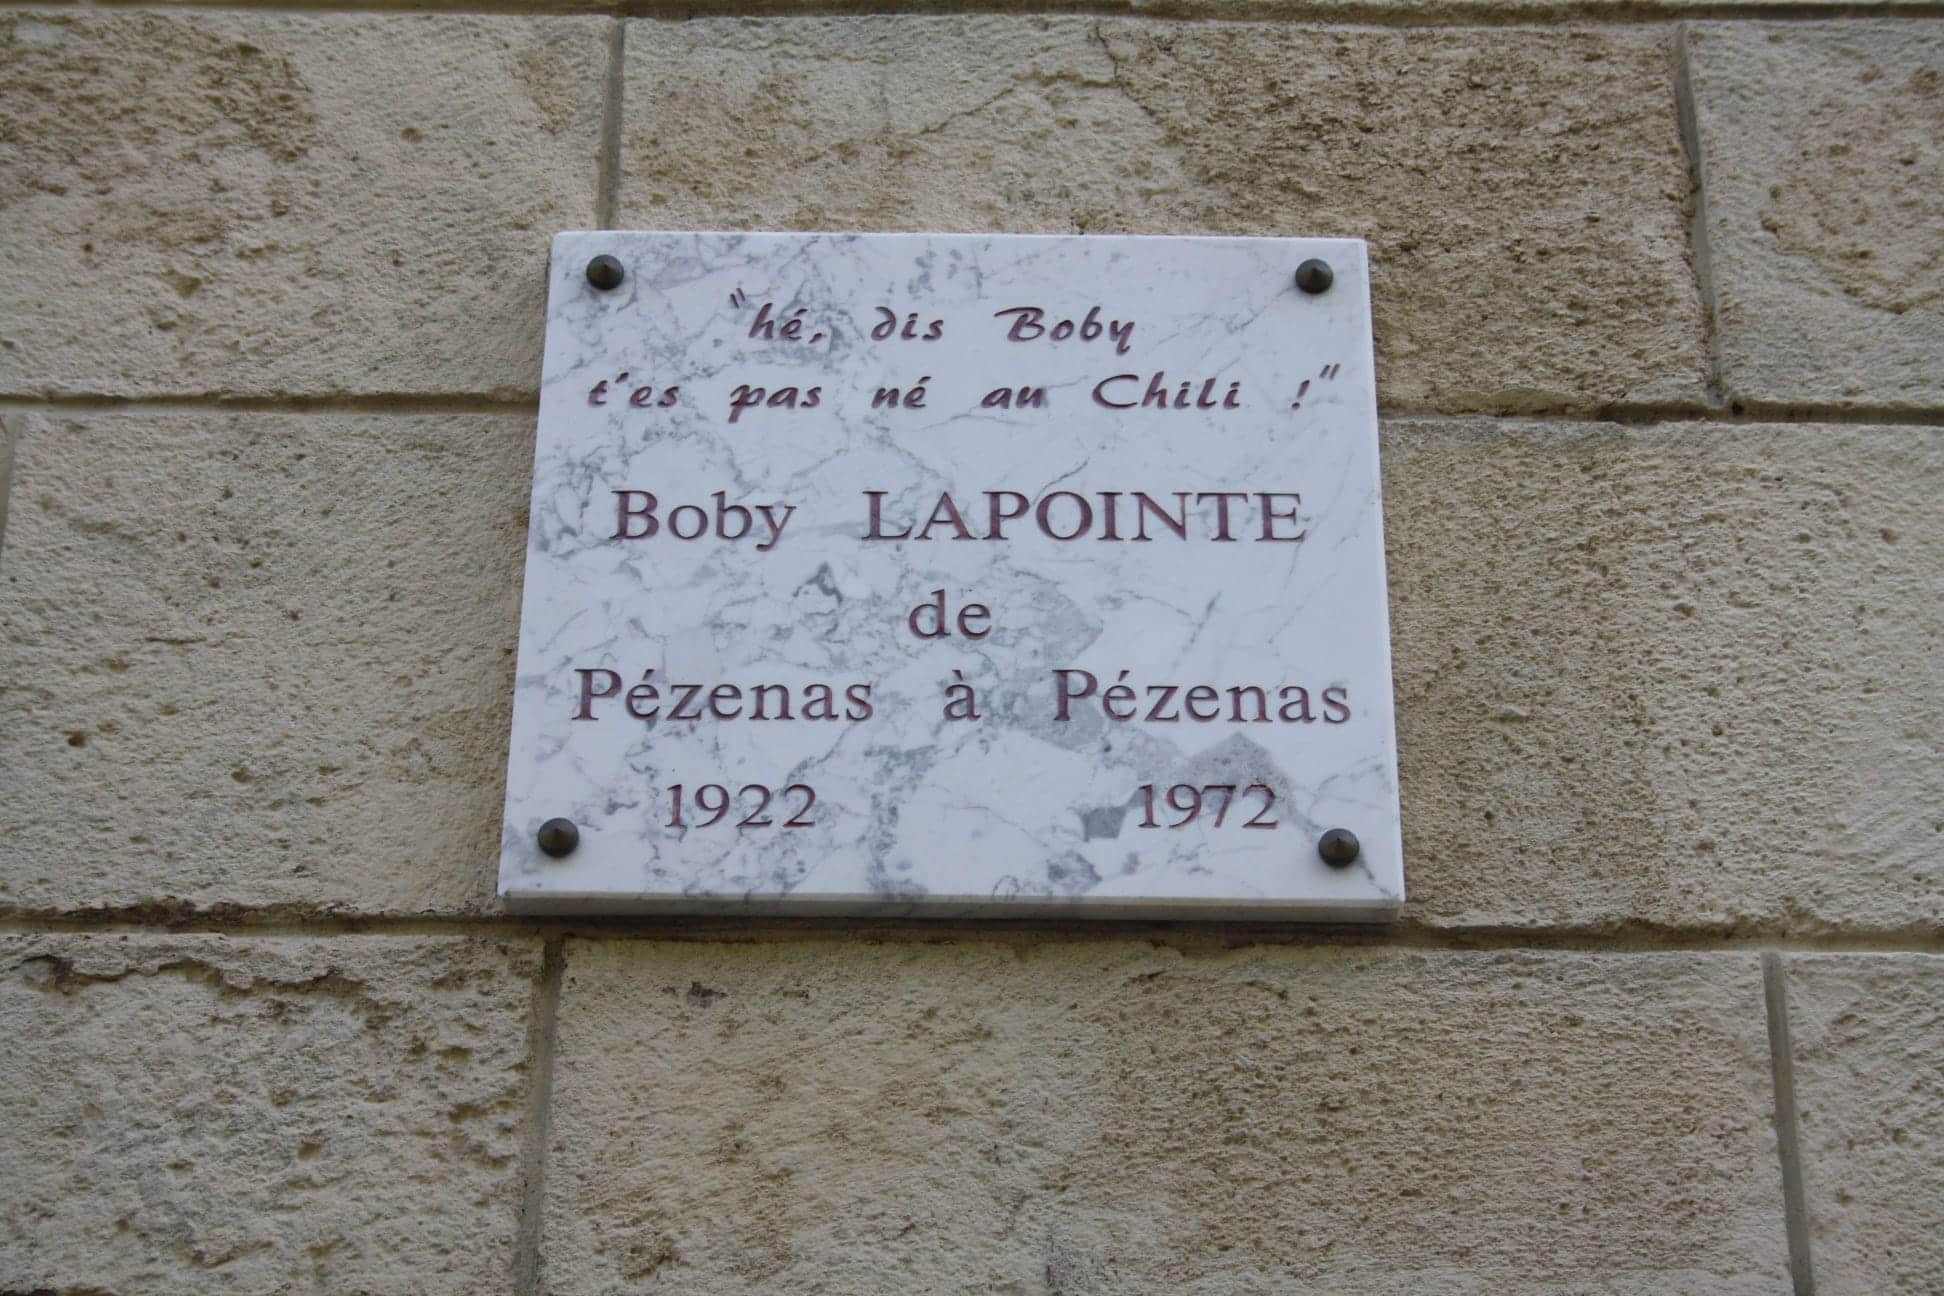 "hé, dis Boby
t'es pas né au Chili !"
Boby LAPOINTE
de
Pézenas à Pézenas
1922 1972